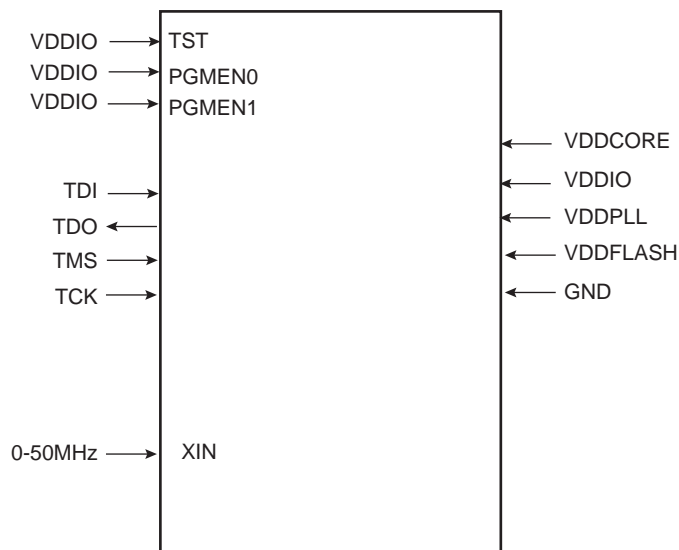 VDDIO TST
VDDIO PGMEN0
VDDIO PGMEN1
VDDCORE
VDDIO
TDI
VDDPLL
TDO
VDDFLASH
TMS
GND
TCK
0-50MHz XIN